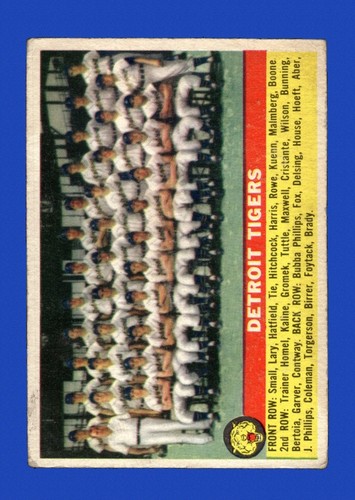 DETROIT TIGERS
FRONT ROW: Small, Lary, Hatfield, Tie, Hitchcock, Harris, Rowe, Kuenn, Malmberg, Boone
2nd ROW: Trainer Homel, Kaline, Gromek, Tuttle, Maxwell, Cristante, Wilson, Bunning,
Bertoia, Garver, Contway. BACK ROW: Bubba Phillips, Fox, Delsing, House, Hoeft, Aber,
J. Phillips, Coleman, Torgerson, Birrer, Foytack, Brady.